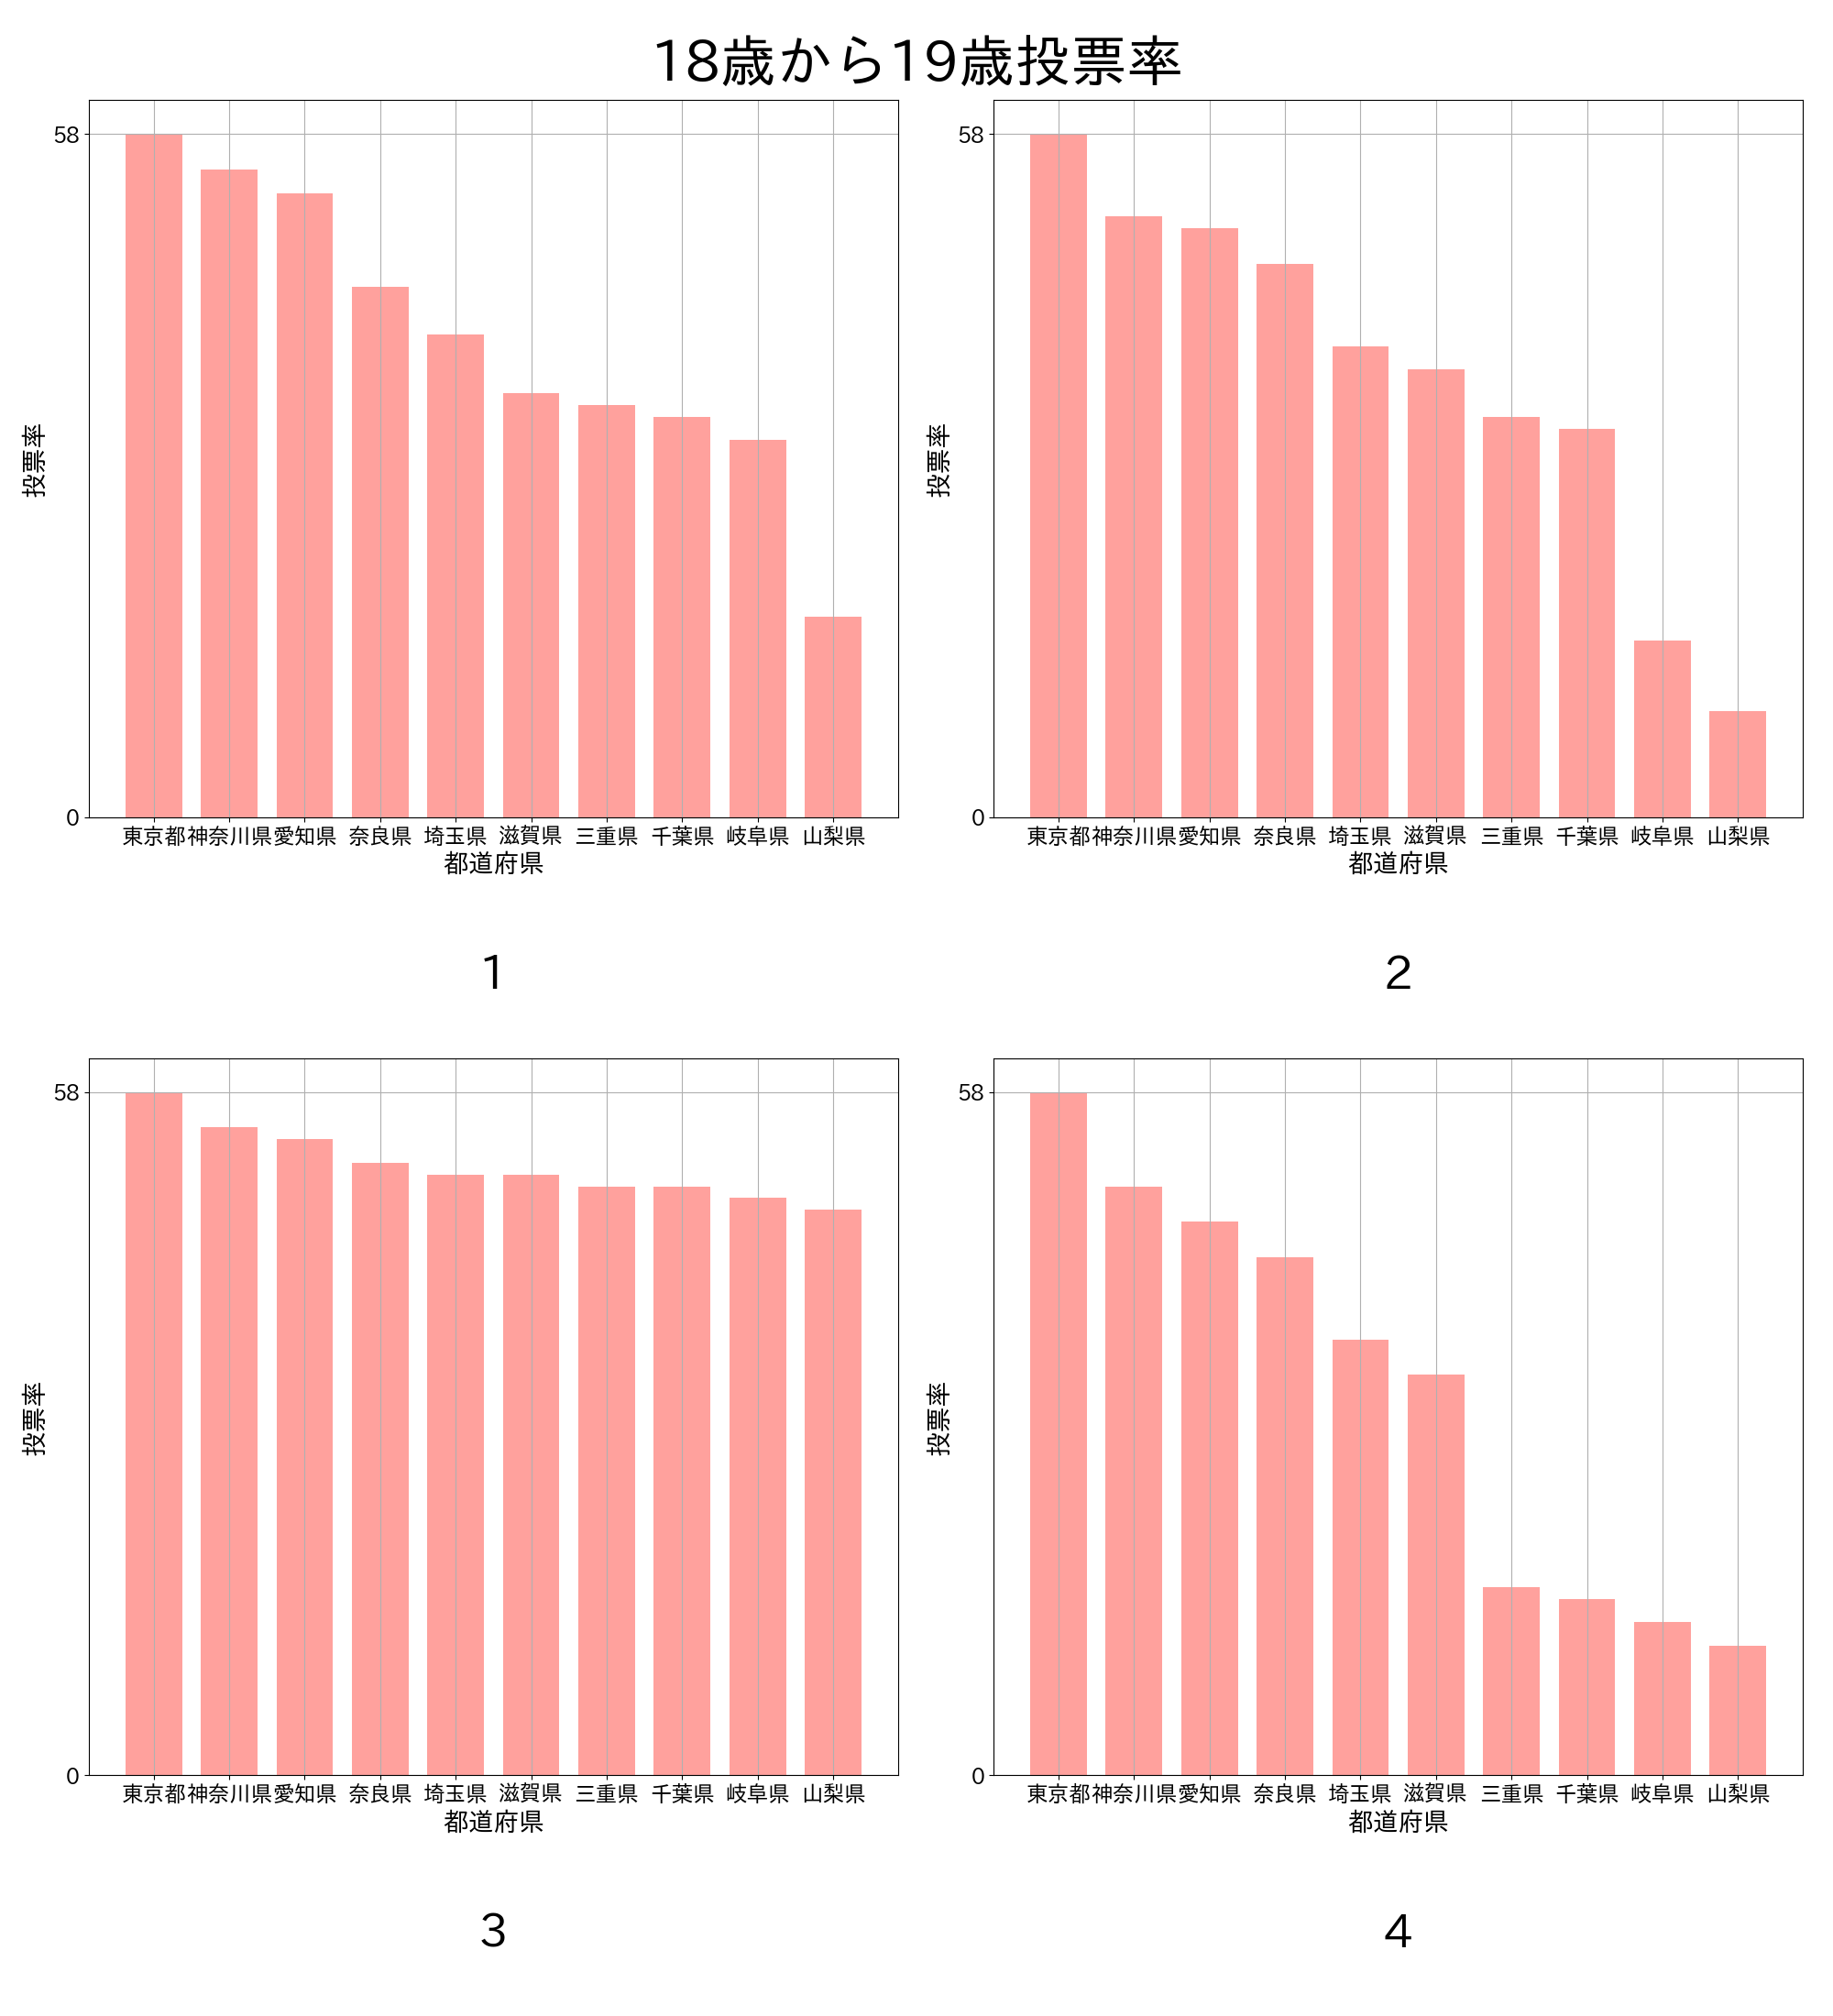 18歳から19歳投票率
58
0
投票率
東京都 神奈川県 愛知県 奈良県 埼玉県 滋賀県 三重県 千葉県 岐阜県 山梨県
都道府県
1
58
0
投票率
東京都 神奈川県 愛知県 奈良県 埼玉県 滋賀県 三重県 千葉県 岐阜県 山梨県
都道府県
2
58
0
投票率
東京都 神奈川県 愛知県 奈良県 埼玉県 滋賀県 三重県 千葉県 岐阜県 山梨県
都道府県
3
58
0
投票率
東京都 神奈川県 愛知県 奈良県 埼玉県 滋賀県 三重県 千葉県 岐阜県 山梨県
都道府県
4